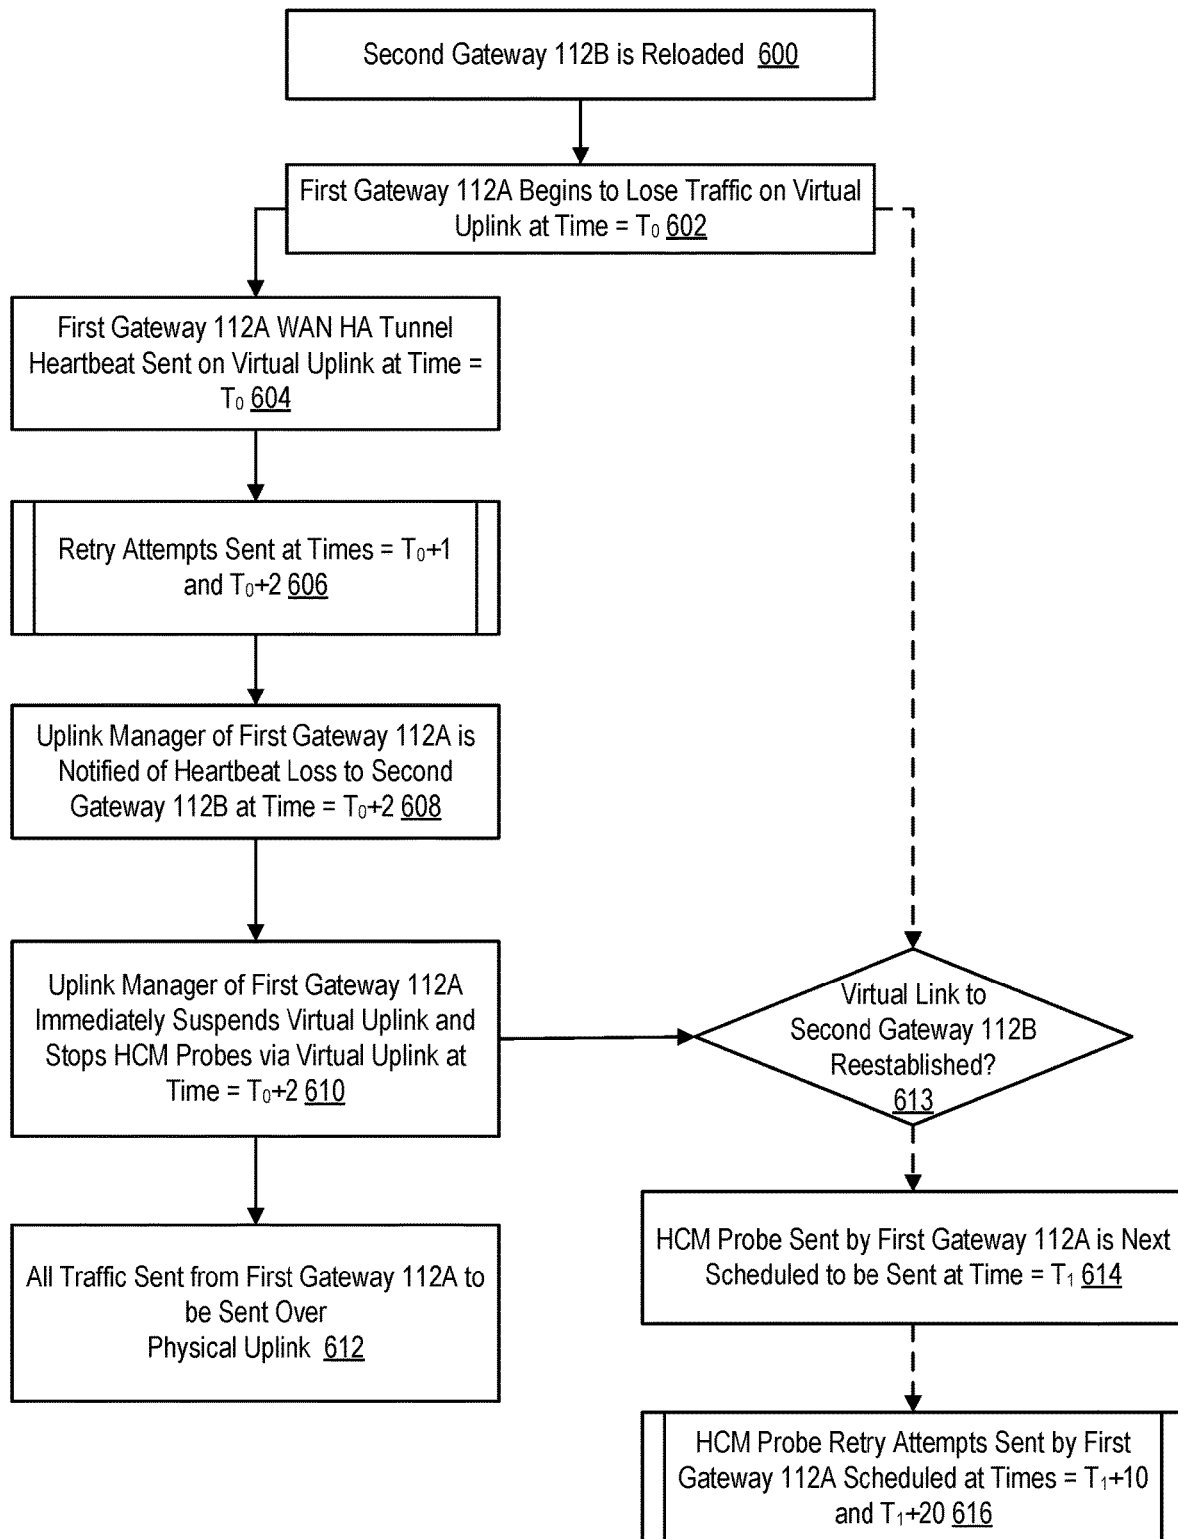 Second Gateway 112B is Reloaded 600
First Gateway 112A Begins to Lose Traffic on Virtual
Uplink at Time = T₀ 602
First Gateway 112A WAN HA Tunnel
Heartbeat Sent on Virtual Uplink at Time =
T₀ 604
Retry Attempts Sent at Times = T₀+1
and T₀+2 606
Uplink Manager of First Gateway 112A is
Notified of Heartbeat Loss to Second
Gateway 112B at Time = T₀+2 608
Uplink Manager of First Gateway 112A
Immediately Suspends Virtual Uplink and
Stops HCM Probes via Virtual Uplink at
Time = T₀+2 610
All Traffic Sent from First Gateway 112A to
be Sent Over
Physical Uplink 612
Virtual Link to
Second Gateway 112B
Reestablished?
613
HCM Probe Sent by First Gateway 112A is Next
Scheduled to be Sent at Time = T₁ 614
HCM Probe Retry Attempts Sent by First
Gateway 112A Scheduled at Times = T₁+10
and T₁+20 616